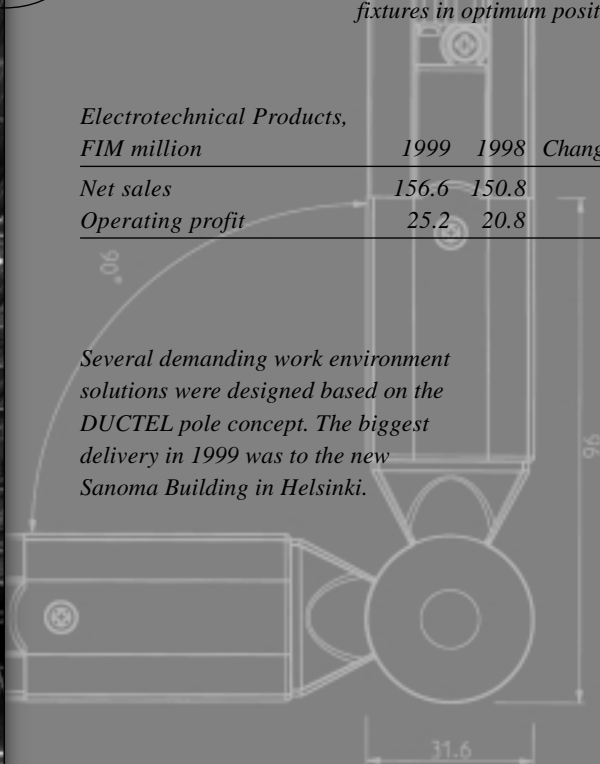 fixtures in optimum posit
Electrotechnical Products,
FIM million 1999 1998 Chang
Net sales 156.6 150.8
Operating profit 25.2 20.8
90°
Several demanding work environment
solutions were designed based on the
DUCTEL pole concept. The biggest
delivery in 1999 was to the new
Sanoma Building in Helsinki.
96
31.6